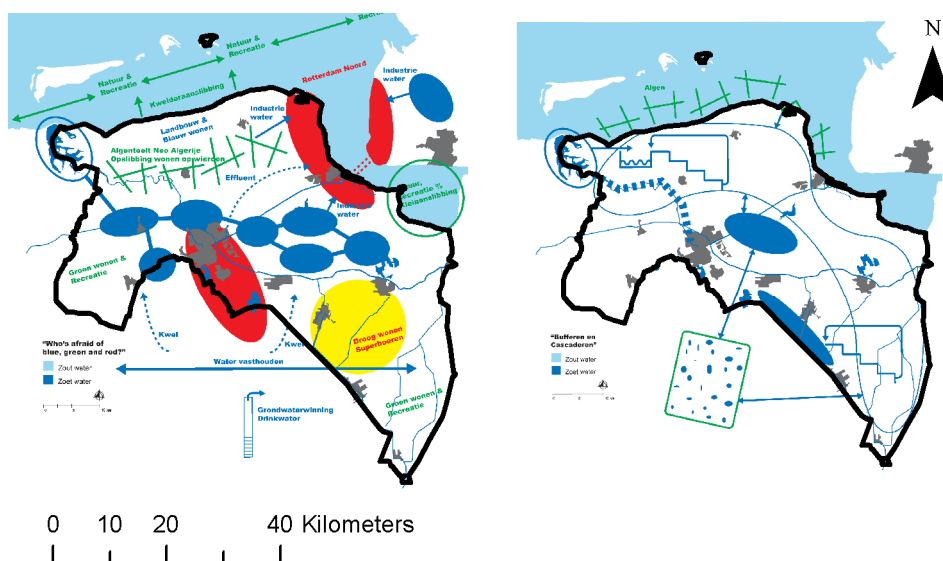 Natuur &
Recreatie
Natuur &
Recreatie
Natuur &
Recreatie
Kwelderaanslibbing
Rotterdam Noord
Industrie
water
Industrie
water
Landbouw &
Blauw wonen
Algenteelt Neo Algerije
Opslibbing wonen opwierden
Effluent
Industrie
water
Recreatie
Groen wonen &
Recreatie
Kwel
Kwel
Droog wonen
Superboeren
Water vasthouden
Groen wonen &
Recreatie
Grondwaterwinning
Drinkwater
"Who's afraid of
blue, green and red?"
Zout water
Zoet water
N
Algen
"Bufferen en
Cascaderen"
Zout water
Zoet water
0 10 20 40 Kilometers